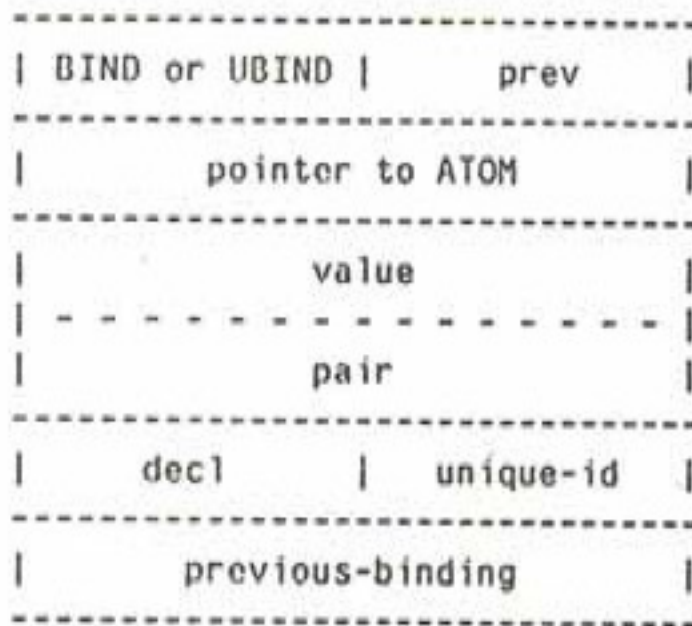 | BIND or UBIND | prev |
| pointer to ATOM |
| value |
| pair |
| decl | unique-id |
| previous-binding |